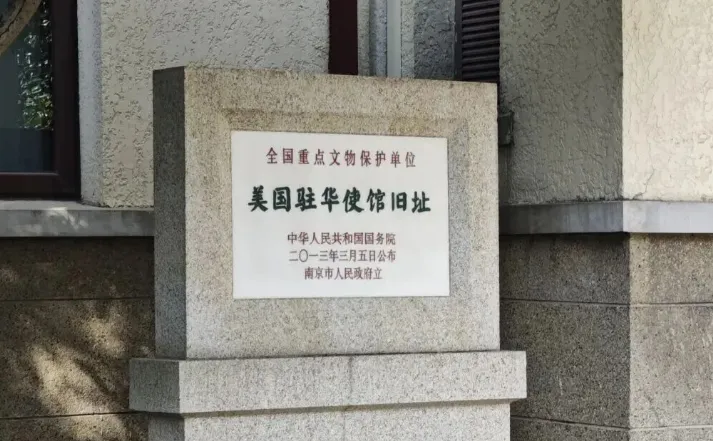 全国重点文物保护单位
美国驻华使馆旧址
中华人民共和国国务院
二〇一三年三月五日公布
南京市人民政府立